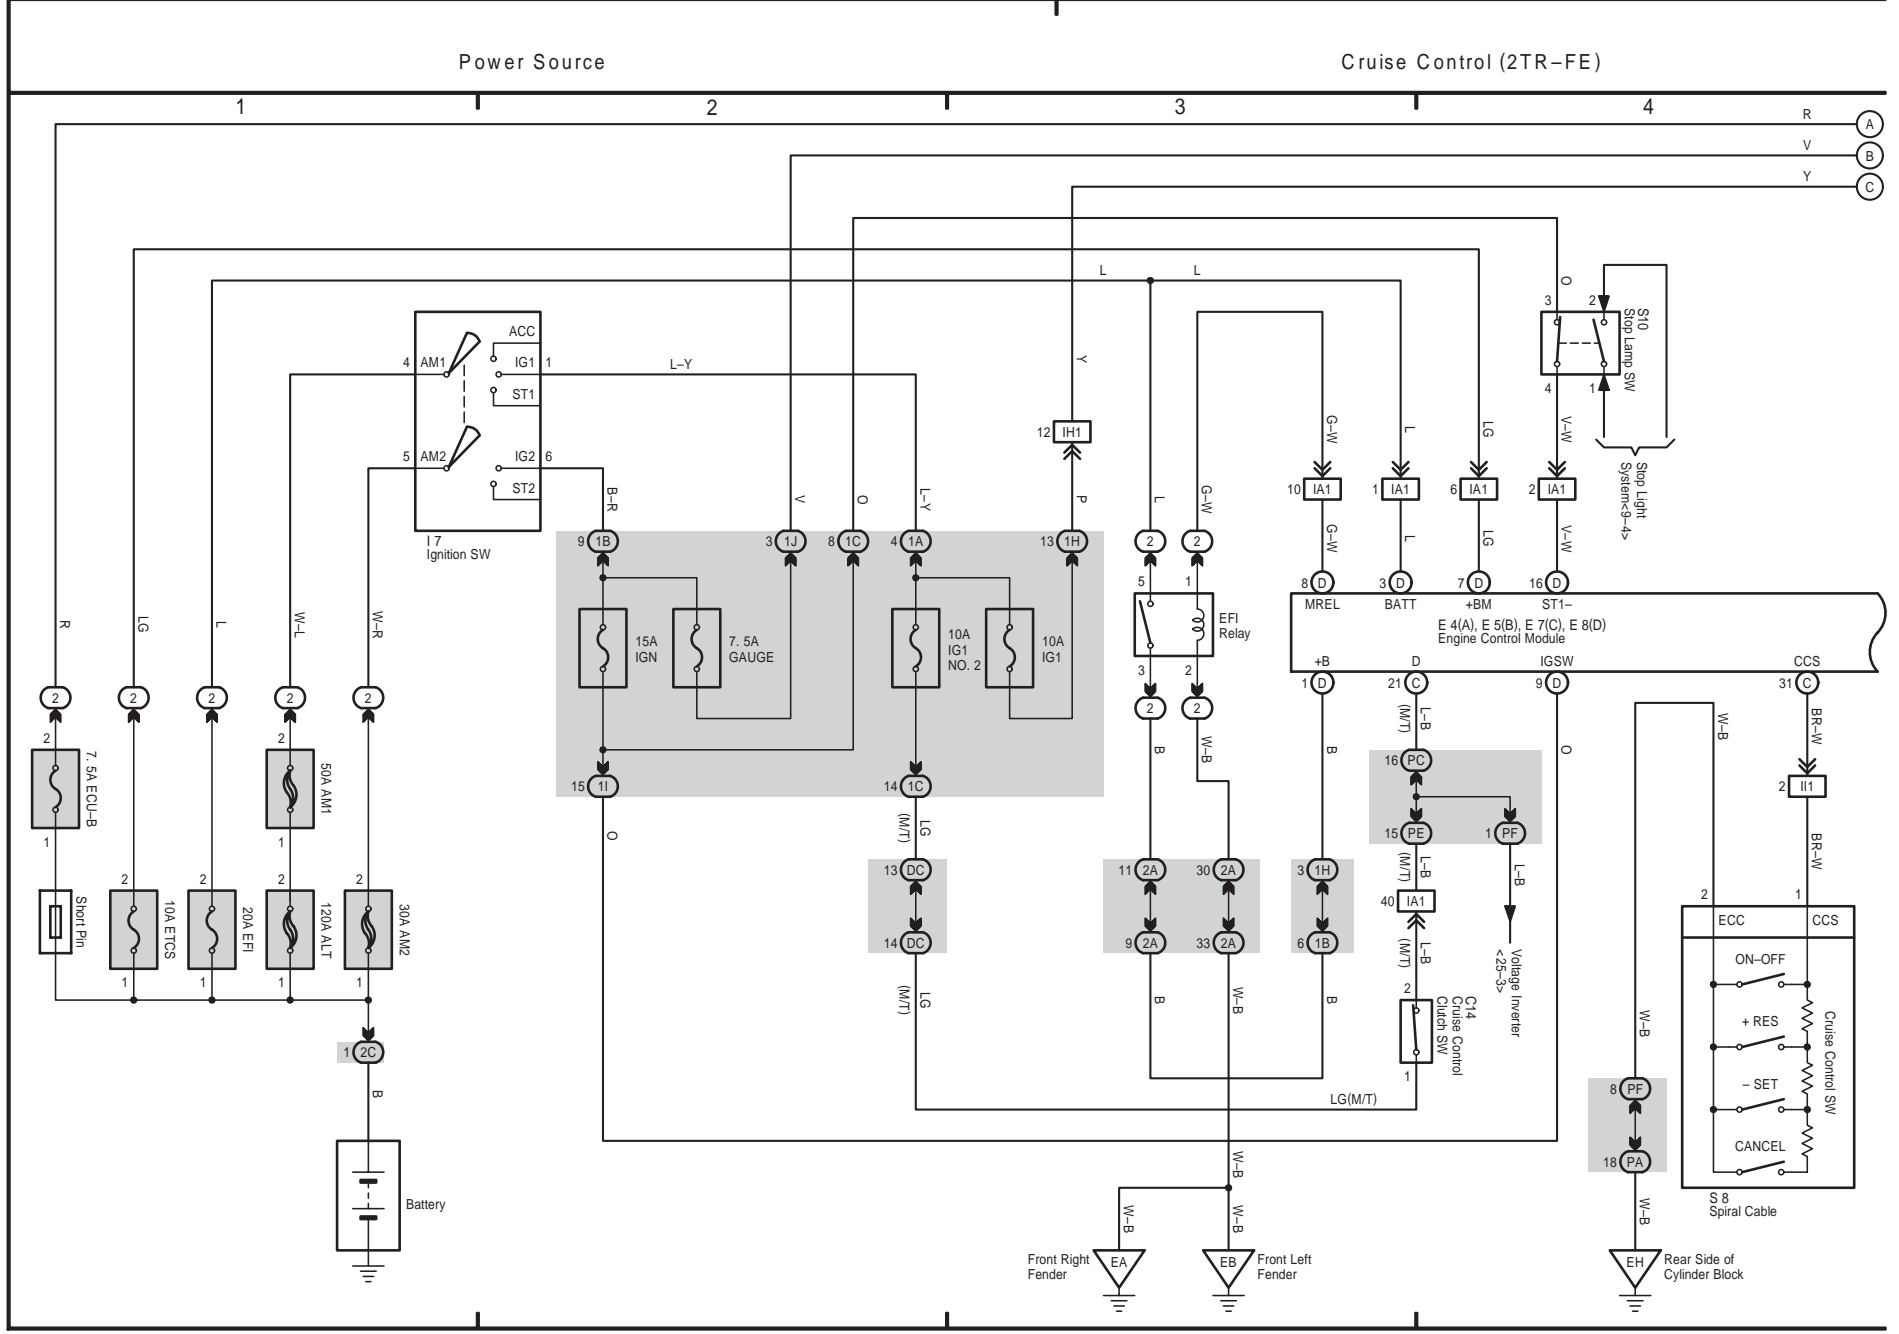 Power Source
Cruise Control (2TR–FE)
1
2
3
4
R
A
V
B
Y
C
L
L
O
3
2
S10
Stop Lamp SW
4
1
Stop Light
System<9–4>
ACC
4
AM1
IG1
1
L–Y
ST1
5
AM2
IG2
6
ST2
I 7
Ignition SW
Y
12
IH1
P
B–R
V
O
L–Y
L
G–W
G–W
L
LG
V–W
10
IA1
1
IA1
6
IA1
2
IA1
G–W
L
LG
V–W
9
1B
3
1J
8
1C
4
1A
13
1H
2
2
5
1
EFI
Relay
3
2
2
2
8
D
3
D
7
D
16
D
MREL
BATT
+BM
ST1–
E 4(A), E 5(B), E 7(C), E 8(D)
Engine Control Module
+B
D
IGSW
CCS
1
D
21
C
9
D
31
C
15A
IGN
7. 5A
GAUGE
10A
IG1
NO. 2
10A
IG1
R
LG
L
W–L
W–R
2
2
2
2
2
2
7. 5A ECU–B
1
2
50A AM1
1
Short Pin
2
10A ETCS
1
2
20A EFI
1
2
120A ALT
1
2
30A AM2
1
1
2C
B
Battery
15
1I
14
1C
O
LG
(M/T)
13
DC
14
DC
LG
(M/T)
B
W–B
B
L–B
(M/T)
O
BR–W
W–B
16
PC
15
PE
1
PF
2
II1
BR–W
11
2A
30
2A
3
1H
9
2A
33
2A
6
1B
L–B
(M/T)
L–B
40
IA1
L–B
(M/T)
Voltage Inverter
<25–3>
B
W–B
B
2
C14
Cruise Control
Clutch SW
1
LG(M/T)
2
1
ECC
CCS
ON–OFF
+ RES
– SET
CANCEL
Cruise Control SW
S 8
Spiral Cable
W–B
8
PF
18
PA
W–B
W–B
W–B
W–B
Front Right
Fender
EA
EB
Front Left
Fender
EH
Rear Side of
Cylinder Block